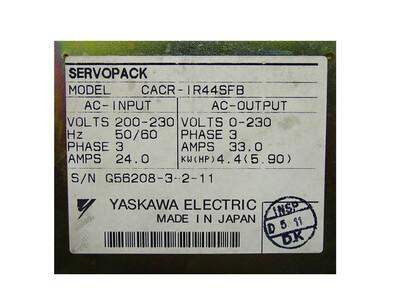 SERVOPACK
MODEL CACR-IR44SFB
AC-INPUT AC-OUTPUT
VOLTS 200-230 VOLTS 0-230
Hz 50/60 PHASE 3
PHASE 3 AMPS 33.0
AMPS 24.0 KW(HP) 4.4(5.90)
S/N G56208-3-2-11
YASKAWA ELECTRIC
MADE IN JAPAN
INSP
D 5.11
DK